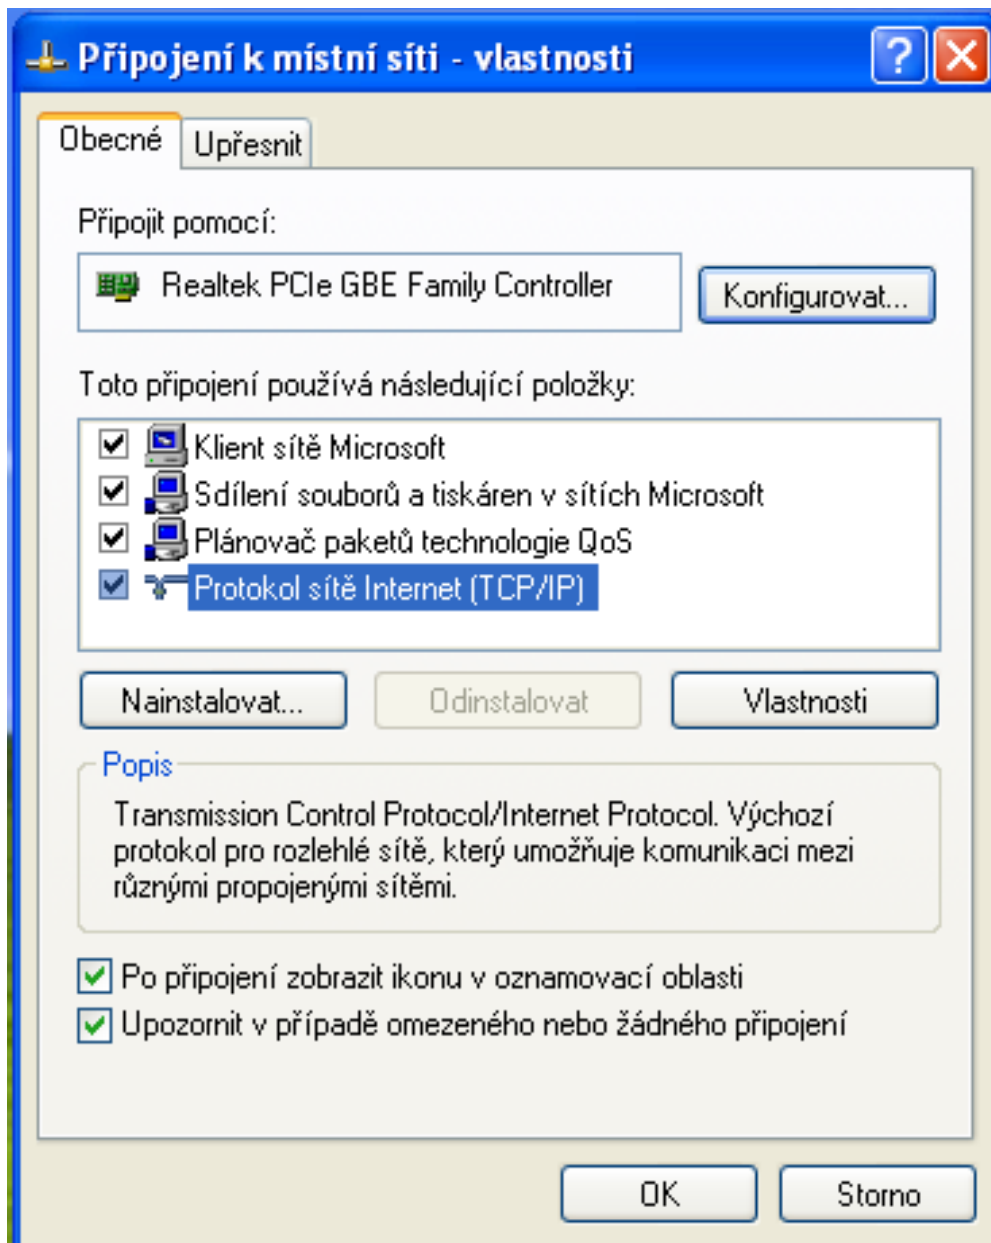 Připojení k místní síti - vlastnosti
Obecné
Upřesnit
Připojit pomocí:
Realtek PCIe GBE Family Controller
Konfigurovat...
Toto připojení používá následující položky:
Klient sítě Microsoft
Sdílení souborů a tiskáren v sítích Microsoft
Plánovač paketů technologie QoS
Protokol sítě Internet (TCP/IP)
Nainstalovat...
Odinstalovat
Vlastnosti
Popis
Transmission Control Protocol/Internet Protocol. Výchozí
protokol pro rozlehlé sítě, který umožňuje komunikaci mezi
různými propojenými sítěmi.
Po připojení zobrazit ikonu v oznamovací oblasti
Upozornit v případě omezeného nebo žádného připojení
OK
Storno